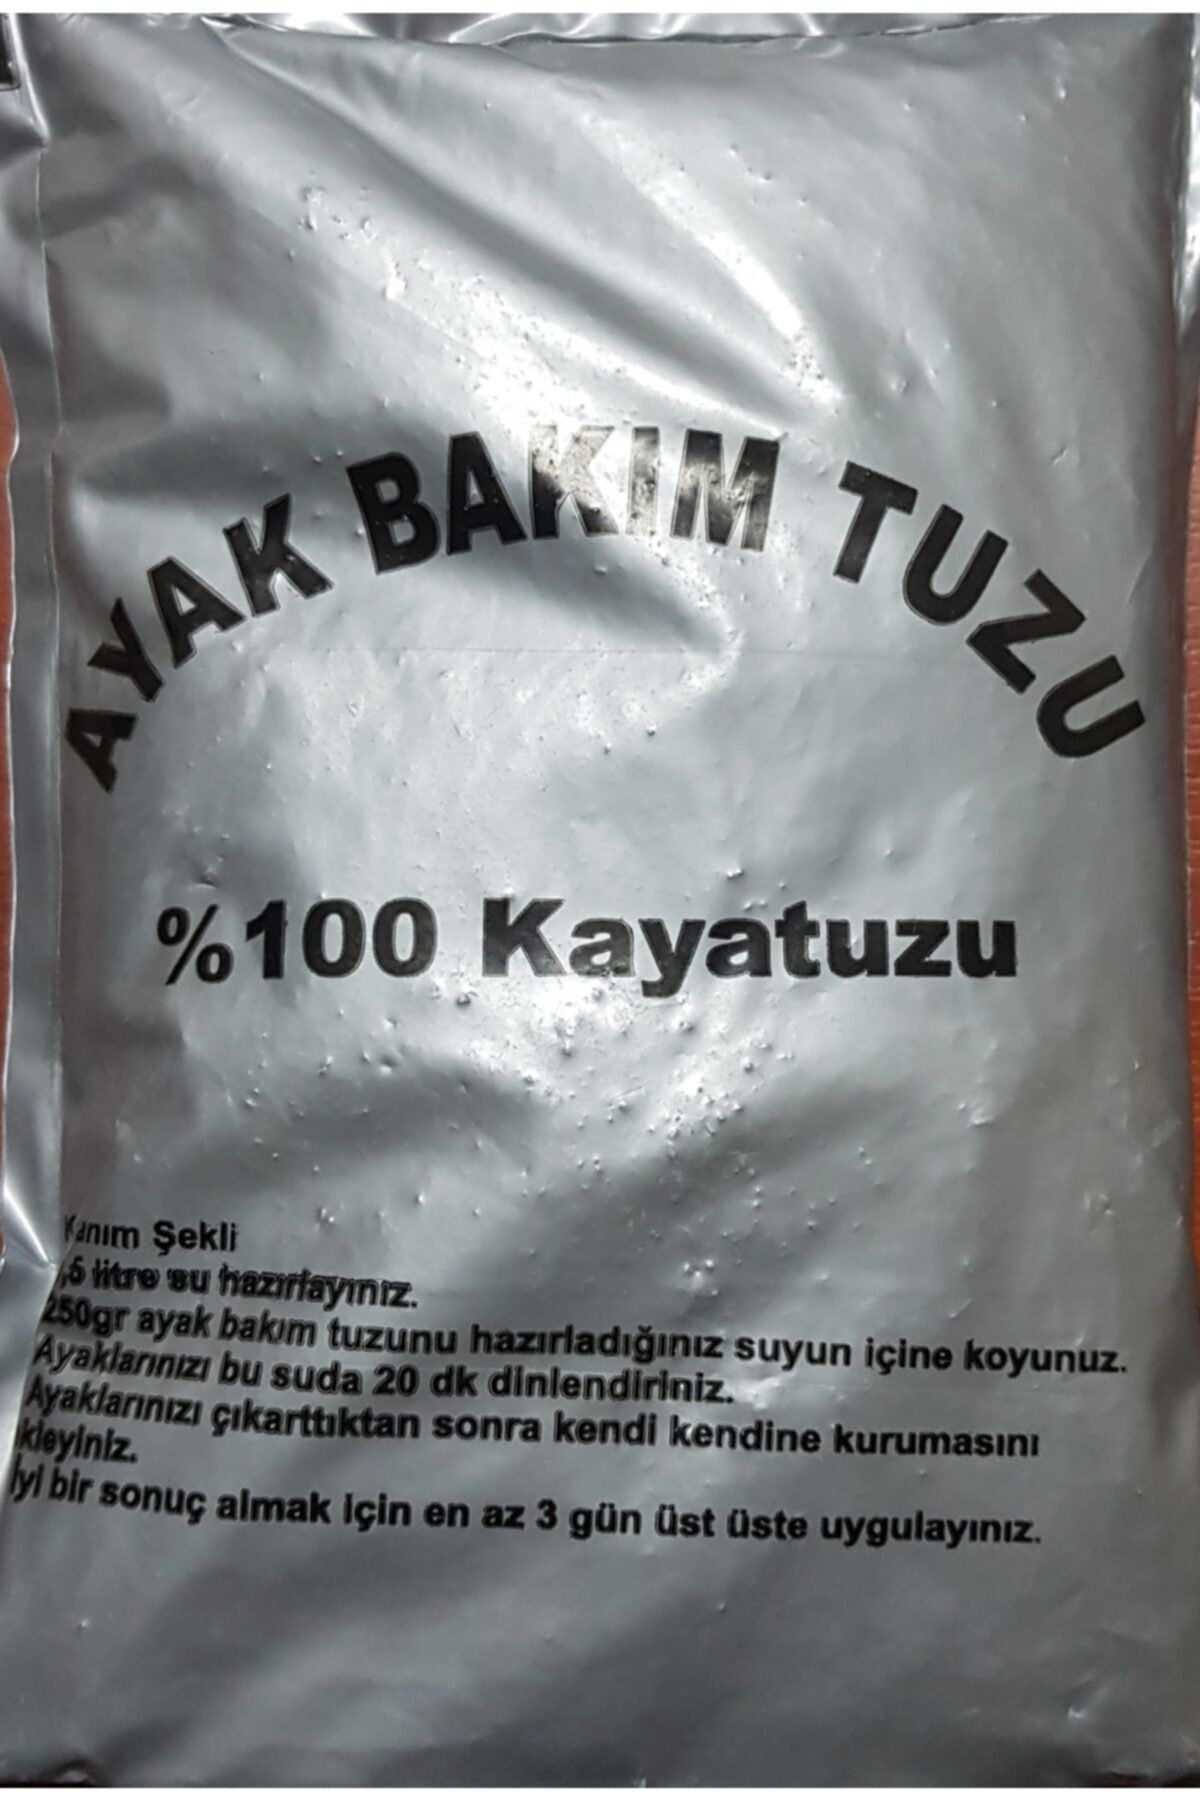 AYAK BAKIM TUZU
%100 Kayatuzu
Kanım Şekli
,5 litre su hazırlayınız.
250gr ayak bakım tuzunu hazırladığınız suyun içine koyunuz.
Ayaklarınızı bu suda 20 dk dinlendiriniz.
Ayaklarınızı çıkarttıktan sonra kendi kendine kurumasını
kleyiniz.
İyi bir sonuç almak için en az 3 gün üst üste uygulayınız.